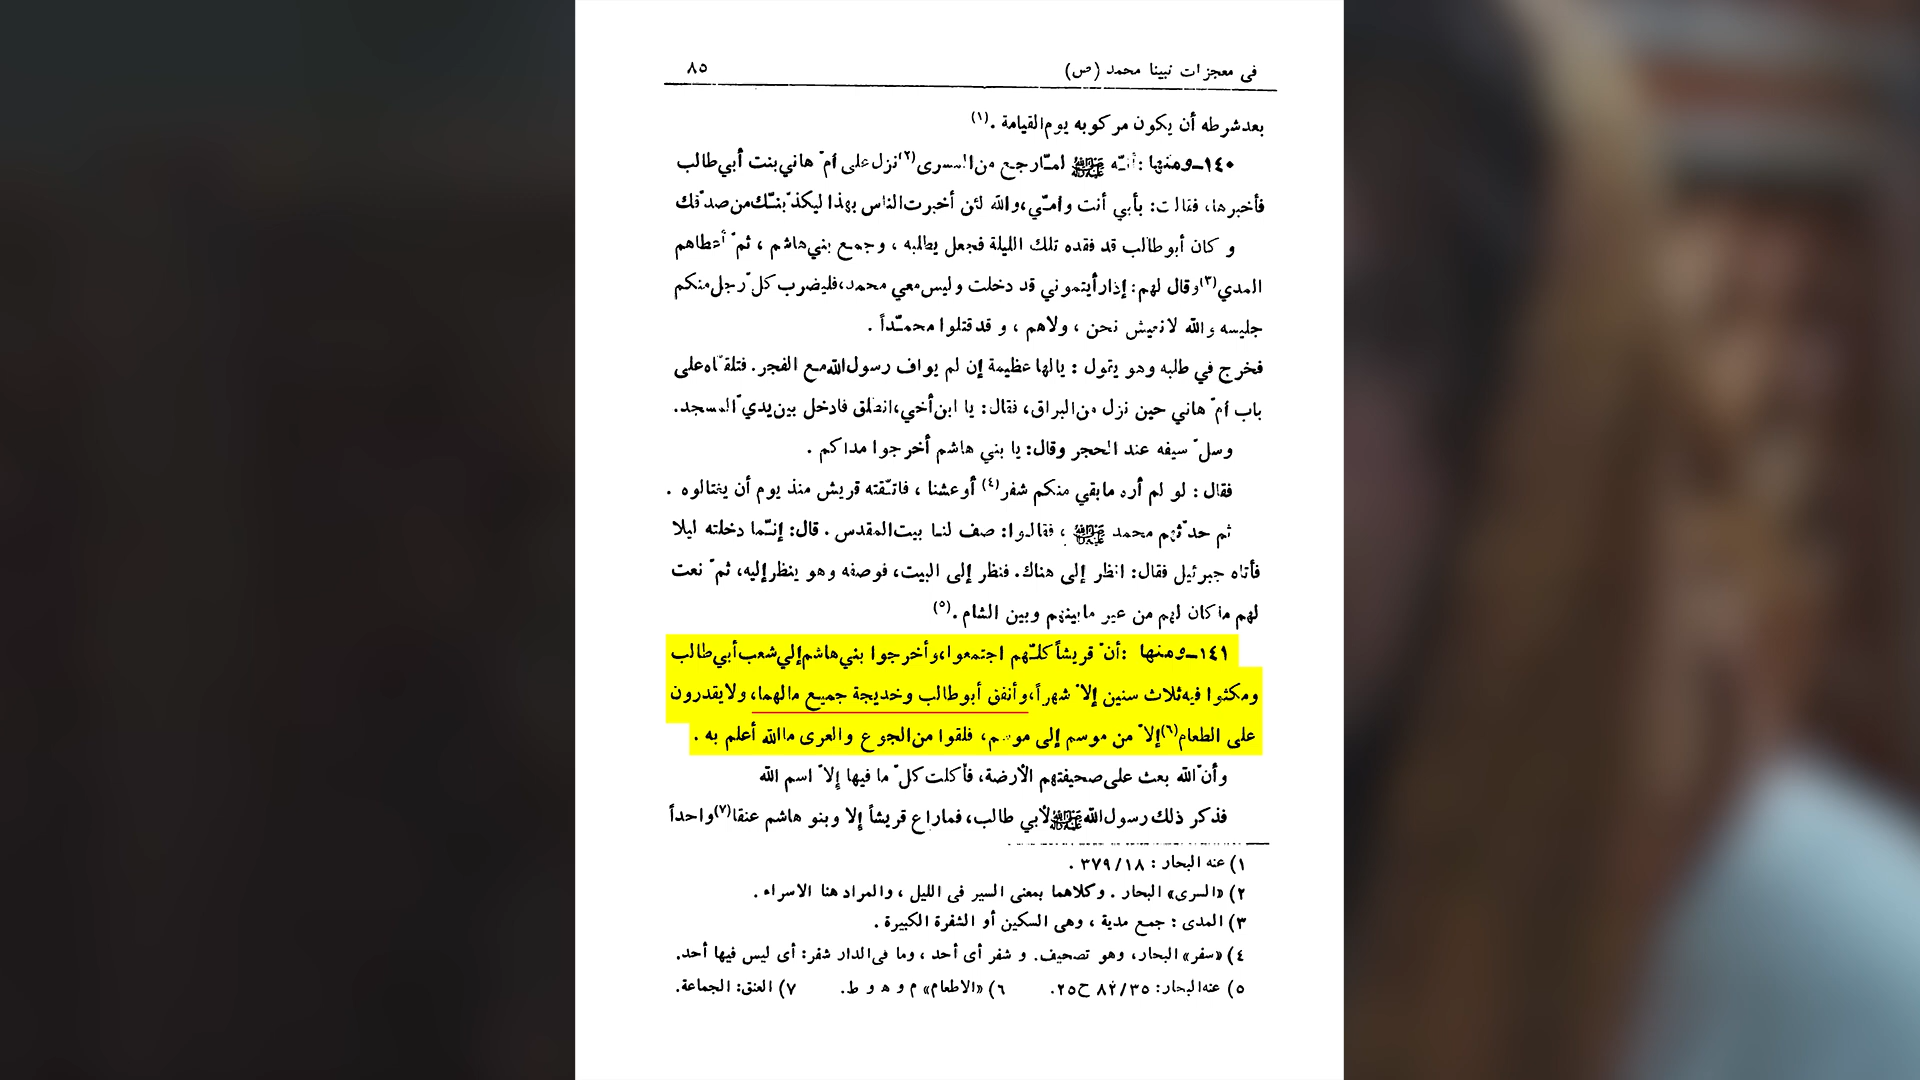 فى معجزات نبينا محمد (ص) ٨٥
بعد شرطه أن يكون مركوبه يوم القيامة .(١)
١٤٠ـ ومنها : أنّه ﷺ لمّا رجع من السرى(٢) نزل على أمّ هاني بنت أبي طالب
فأخبرها، فقالت: بأبي أنت وامّي، والله لئن أخبرت الناس بهذا ليكذّبنّك من صدّقك
و كان أبوطالب قد فقده تلك الليلة فجعل يطلبه ، وجمع بني هاشم ، ثمّ أعطاهم
المدي(٣) وقال لهم: إذا رأيتموني قد دخلت وليس معي محمد، فليضرب كلّ رجل منكم
جليسه والله لا نعيش نحن ، ولاهم ، و قد قتلوا محمّداً .
فخرج في طلبه وهو يقول : يالها عظيمة إن لم يواف رسول الله مع الفجر. فتلقّاه على
باب أمّ هاني حين نزل من البراق، فقال: يا ابن أخي، انطلق فادخل بين يديّ المسجد.
وسلّ سيفه عند الحجر وقال: يا بني هاشم أخرجوا مداكم .
فقال : لو لم أره ما بقي منكم شفر(٤) أو عشنا ، فاتّقته قريش منذ يوم أن يغتالوه .
ثم حدّثهم محمد ﷺ ، فقالوا: صف لنا بيت المقدس . قال: إنّما دخلته ليلا
فأتاه جبرئيل فقال: انظر إلى هناك. فنظر إلى البيت، فوصفه وهو ينظر إليه، ثمّ نعت
لهم ما كان لهم من عير ما بينهم وبين الشام .(٥)
١٤١ـ ومنها : أنّ قريشاً كلّهم اجتمعوا، وأخرجوا بني هاشم إلي شعب أبي طالب
ومكثوا فيه ثلاث سنين إلاّ شهراً، وأنفق أبوطالب وخديجة جميع مالهما، ولا يقدرون
على الطعام(٦) إلاّ من موسم إلى موسم، فلقوا من الجوع والعرى ما الله أعلم به .
وأنّ الله بعث على صحيفتهم الأرضة، فأكلت كلّ ما فيها إلاّ اسم الله
فذكر ذلك رسول الله ﷺ لأبي طالب، فما راع قريشاً إلا وبنو هاشم عنقا(٧) واحداً
١) عنه البحار : ٣٧٩/١٨ .
٢) «السرى» البحار . وكلاهما بمعنى السير فى الليل ، والمراد هنا الاسراء .
٣) المدى : جمع مدية ، وهى السكين أو الشفرة الكبيرة .
٤) «سفر» البحار، وهو تصحيف. و شفر أى أحد ، وما فى الدار شفر: أى ليس فيها أحد.
٥) عنه البحار: ٨٢/٣٥ ح٢٥. ٦) «الاطعام» م و ه و ط. ٧) العنق: الجماعة.